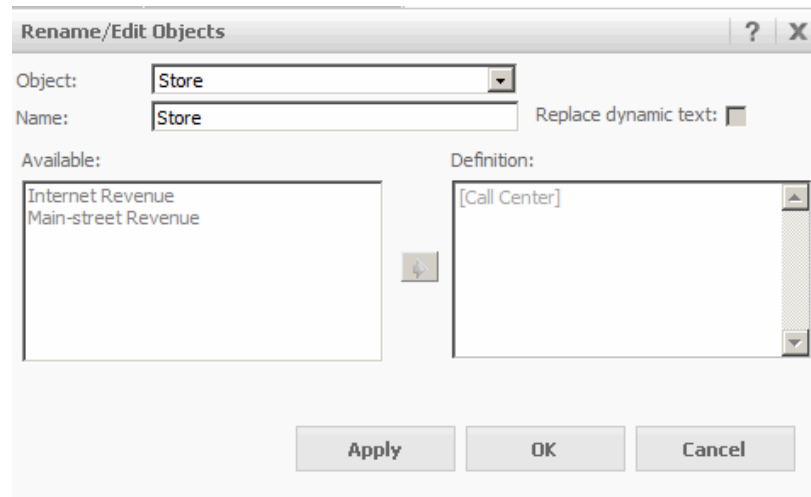 Rename/Edit Objects ? X
Object: Store
Name: Store Replace dynamic text:
Available: Definition:
Internet Revenue [Call Center]
Main-street Revenue
Apply OK Cancel